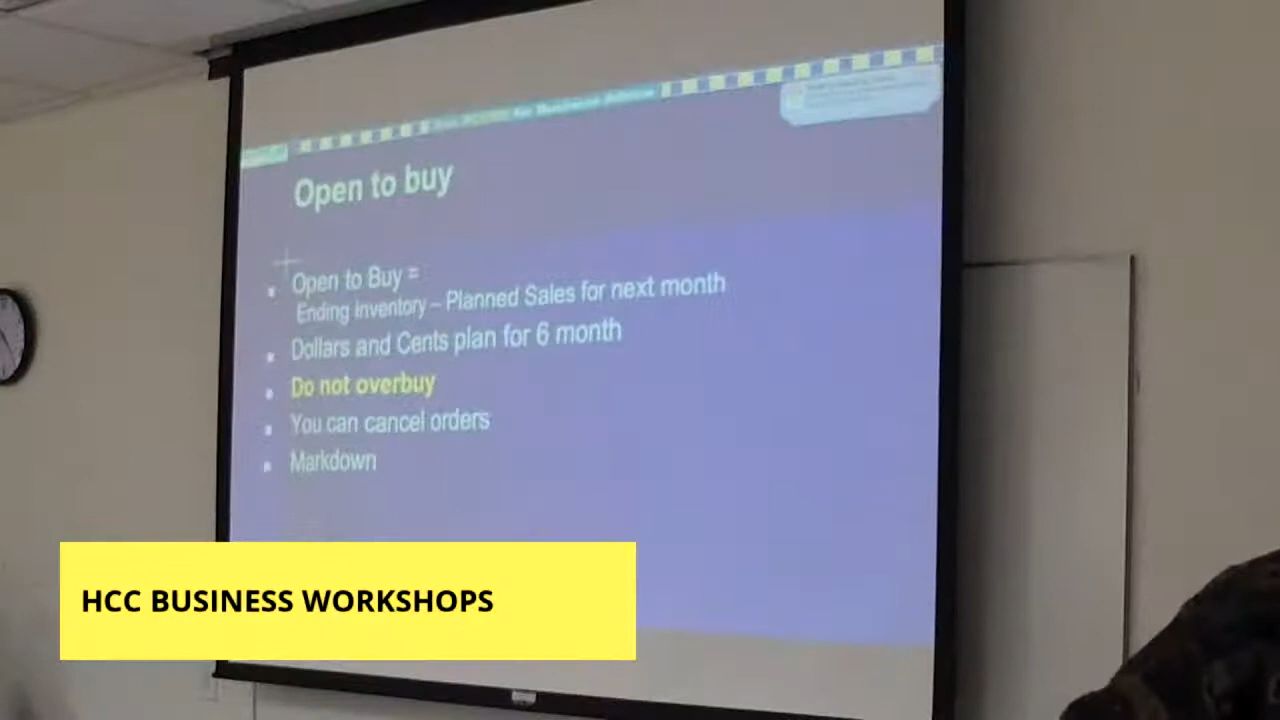 Open to buy
Open to Buy =
Ending Inventory – Planned Sales for next month
Dollars and Cents plan for 6 month
Do not overbuy
You can cancel orders
Markdown
HCC BUSINESS WORKSHOPS